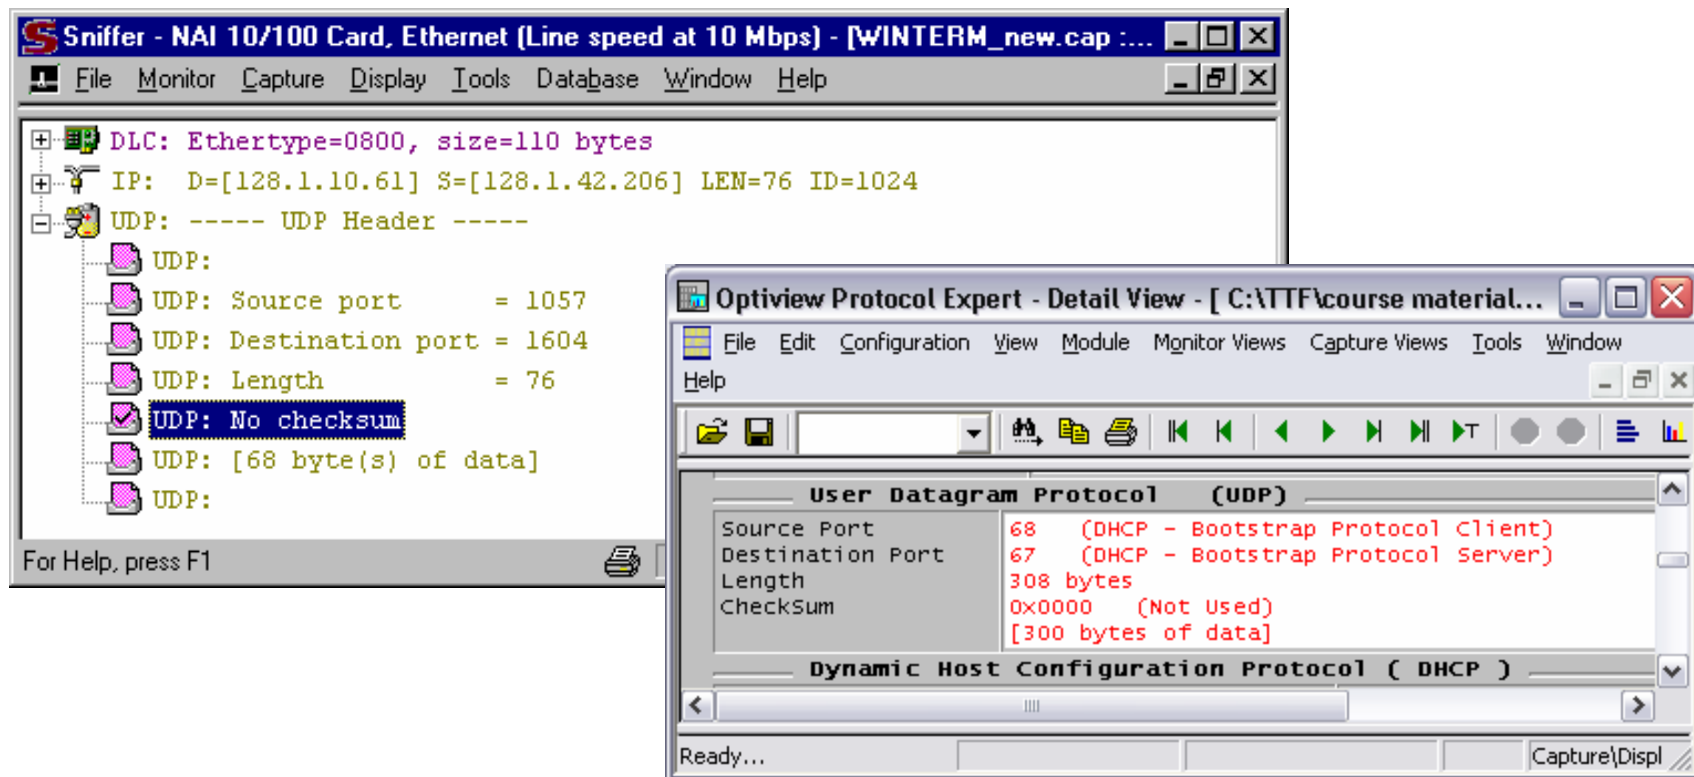 Sniffer - NAI 10/100 Card, Ethernet (Line speed at 10 Mbps) - [WINTERM_new.cap :...
File Monitor Capture Display Tools Database Window Help
DLC: Ethertype=0800, size=110 bytes
IP: D=[128.1.10.61] S=[128.1.42.206] LEN=76 ID=1024
UDP: ----- UDP Header -----
UDP:
UDP: Source port = 1057
UDP: Destination port = 1604
UDP: Length = 76
UDP: No checksum
UDP: [68 byte(s) of data]
UDP:
For Help, press F1
Optiview Protocol Expert - Detail View - [ C:\TTF\course material...
File Edit Configuration View Module Monitor Views Capture Views Tools Window
Help
T
User Datagram Protocol (UDP)
Source Port 68 (DHCP - Bootstrap Protocol Client)
Destination Port 67 (DHCP - Bootstrap Protocol Server)
Length 308 bytes
CheckSum 0x0000 (Not Used)
[300 bytes of data]
Dynamic Host Configuration Protocol ( DHCP )
Ready... Capture\Displ